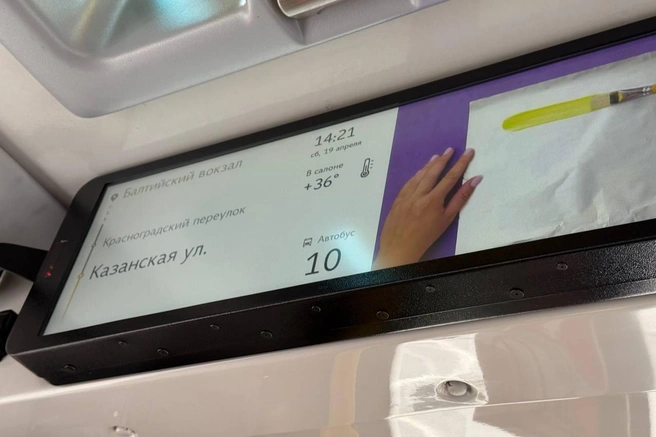 Балтийский вокзал
Красноградский переулок
Казанская ул.
14:21
сб, 19 апреля
В салоне
+36°
Автобус
10